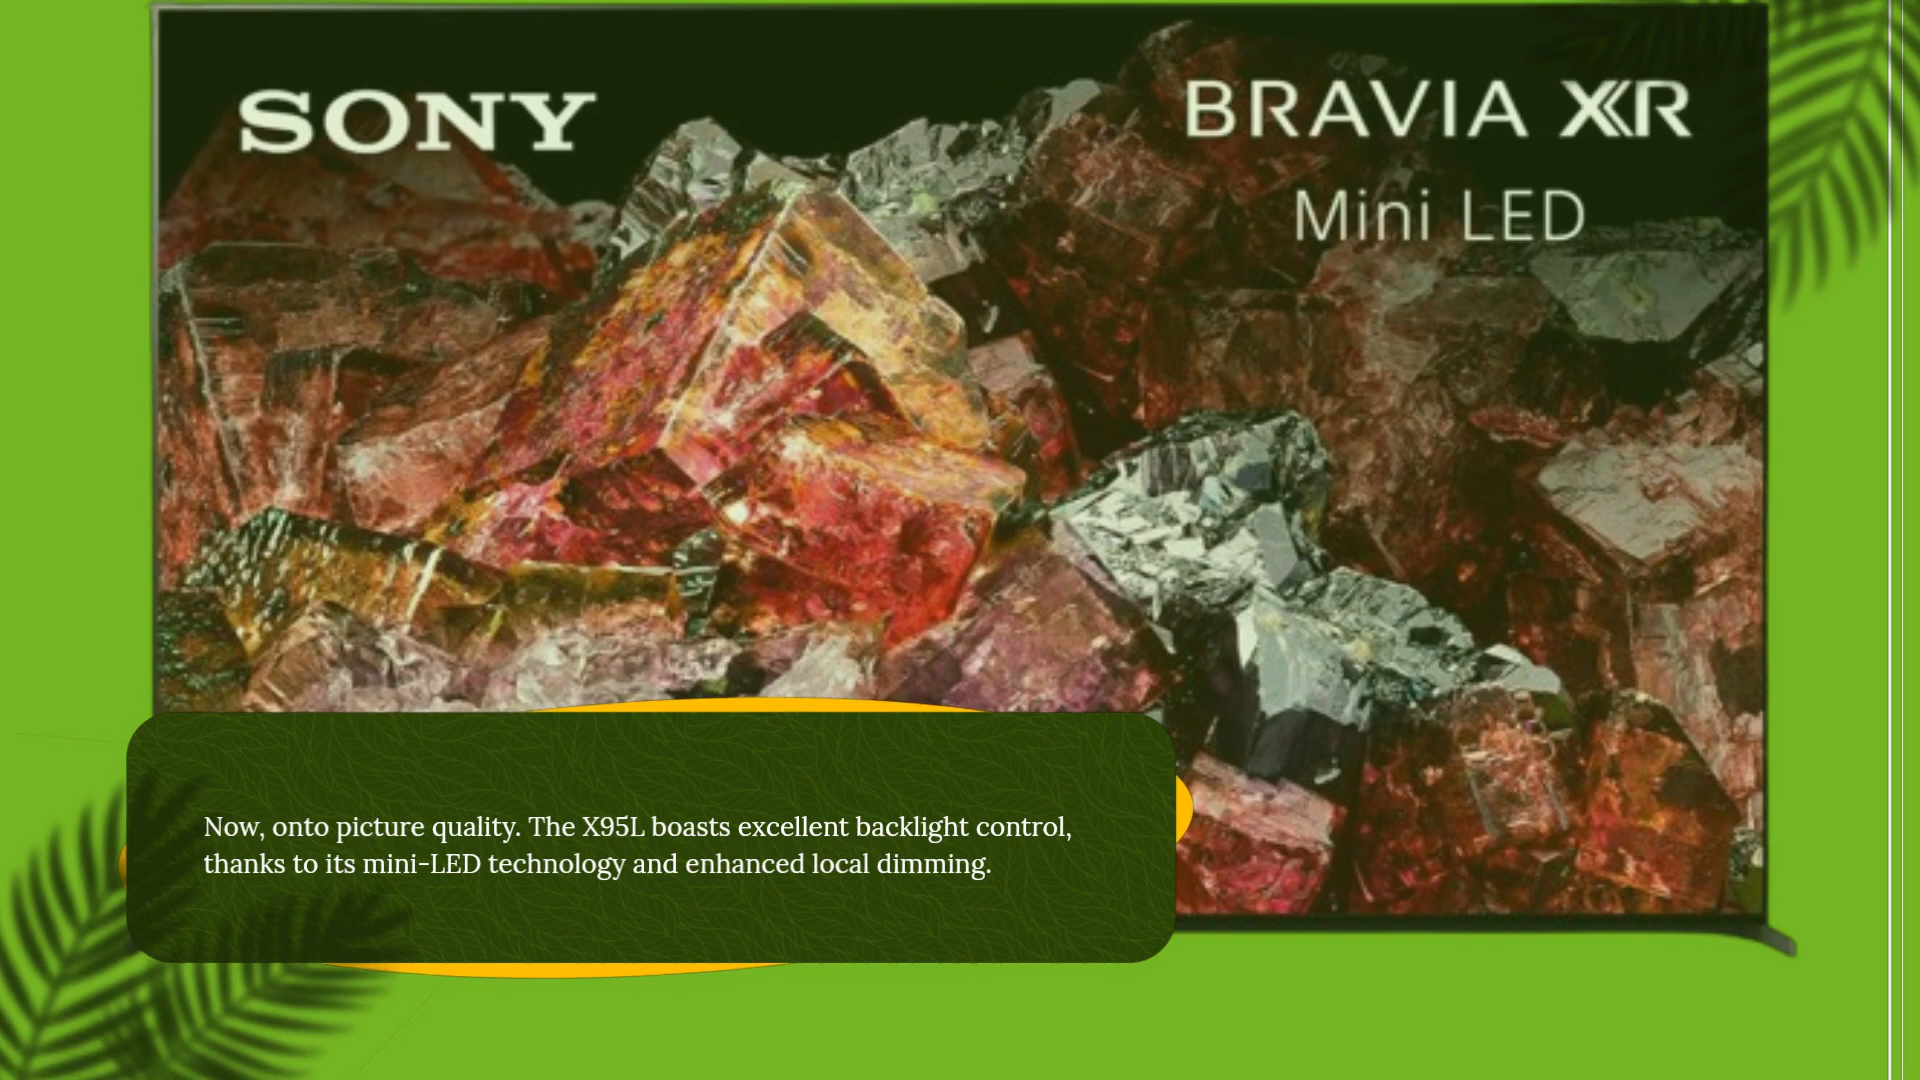 SONY
BRAVIA XR
Mini LED
Now, onto picture quality. The X95L boasts excellent backlight control,
thanks to its mini-LED technology and enhanced local dimming.